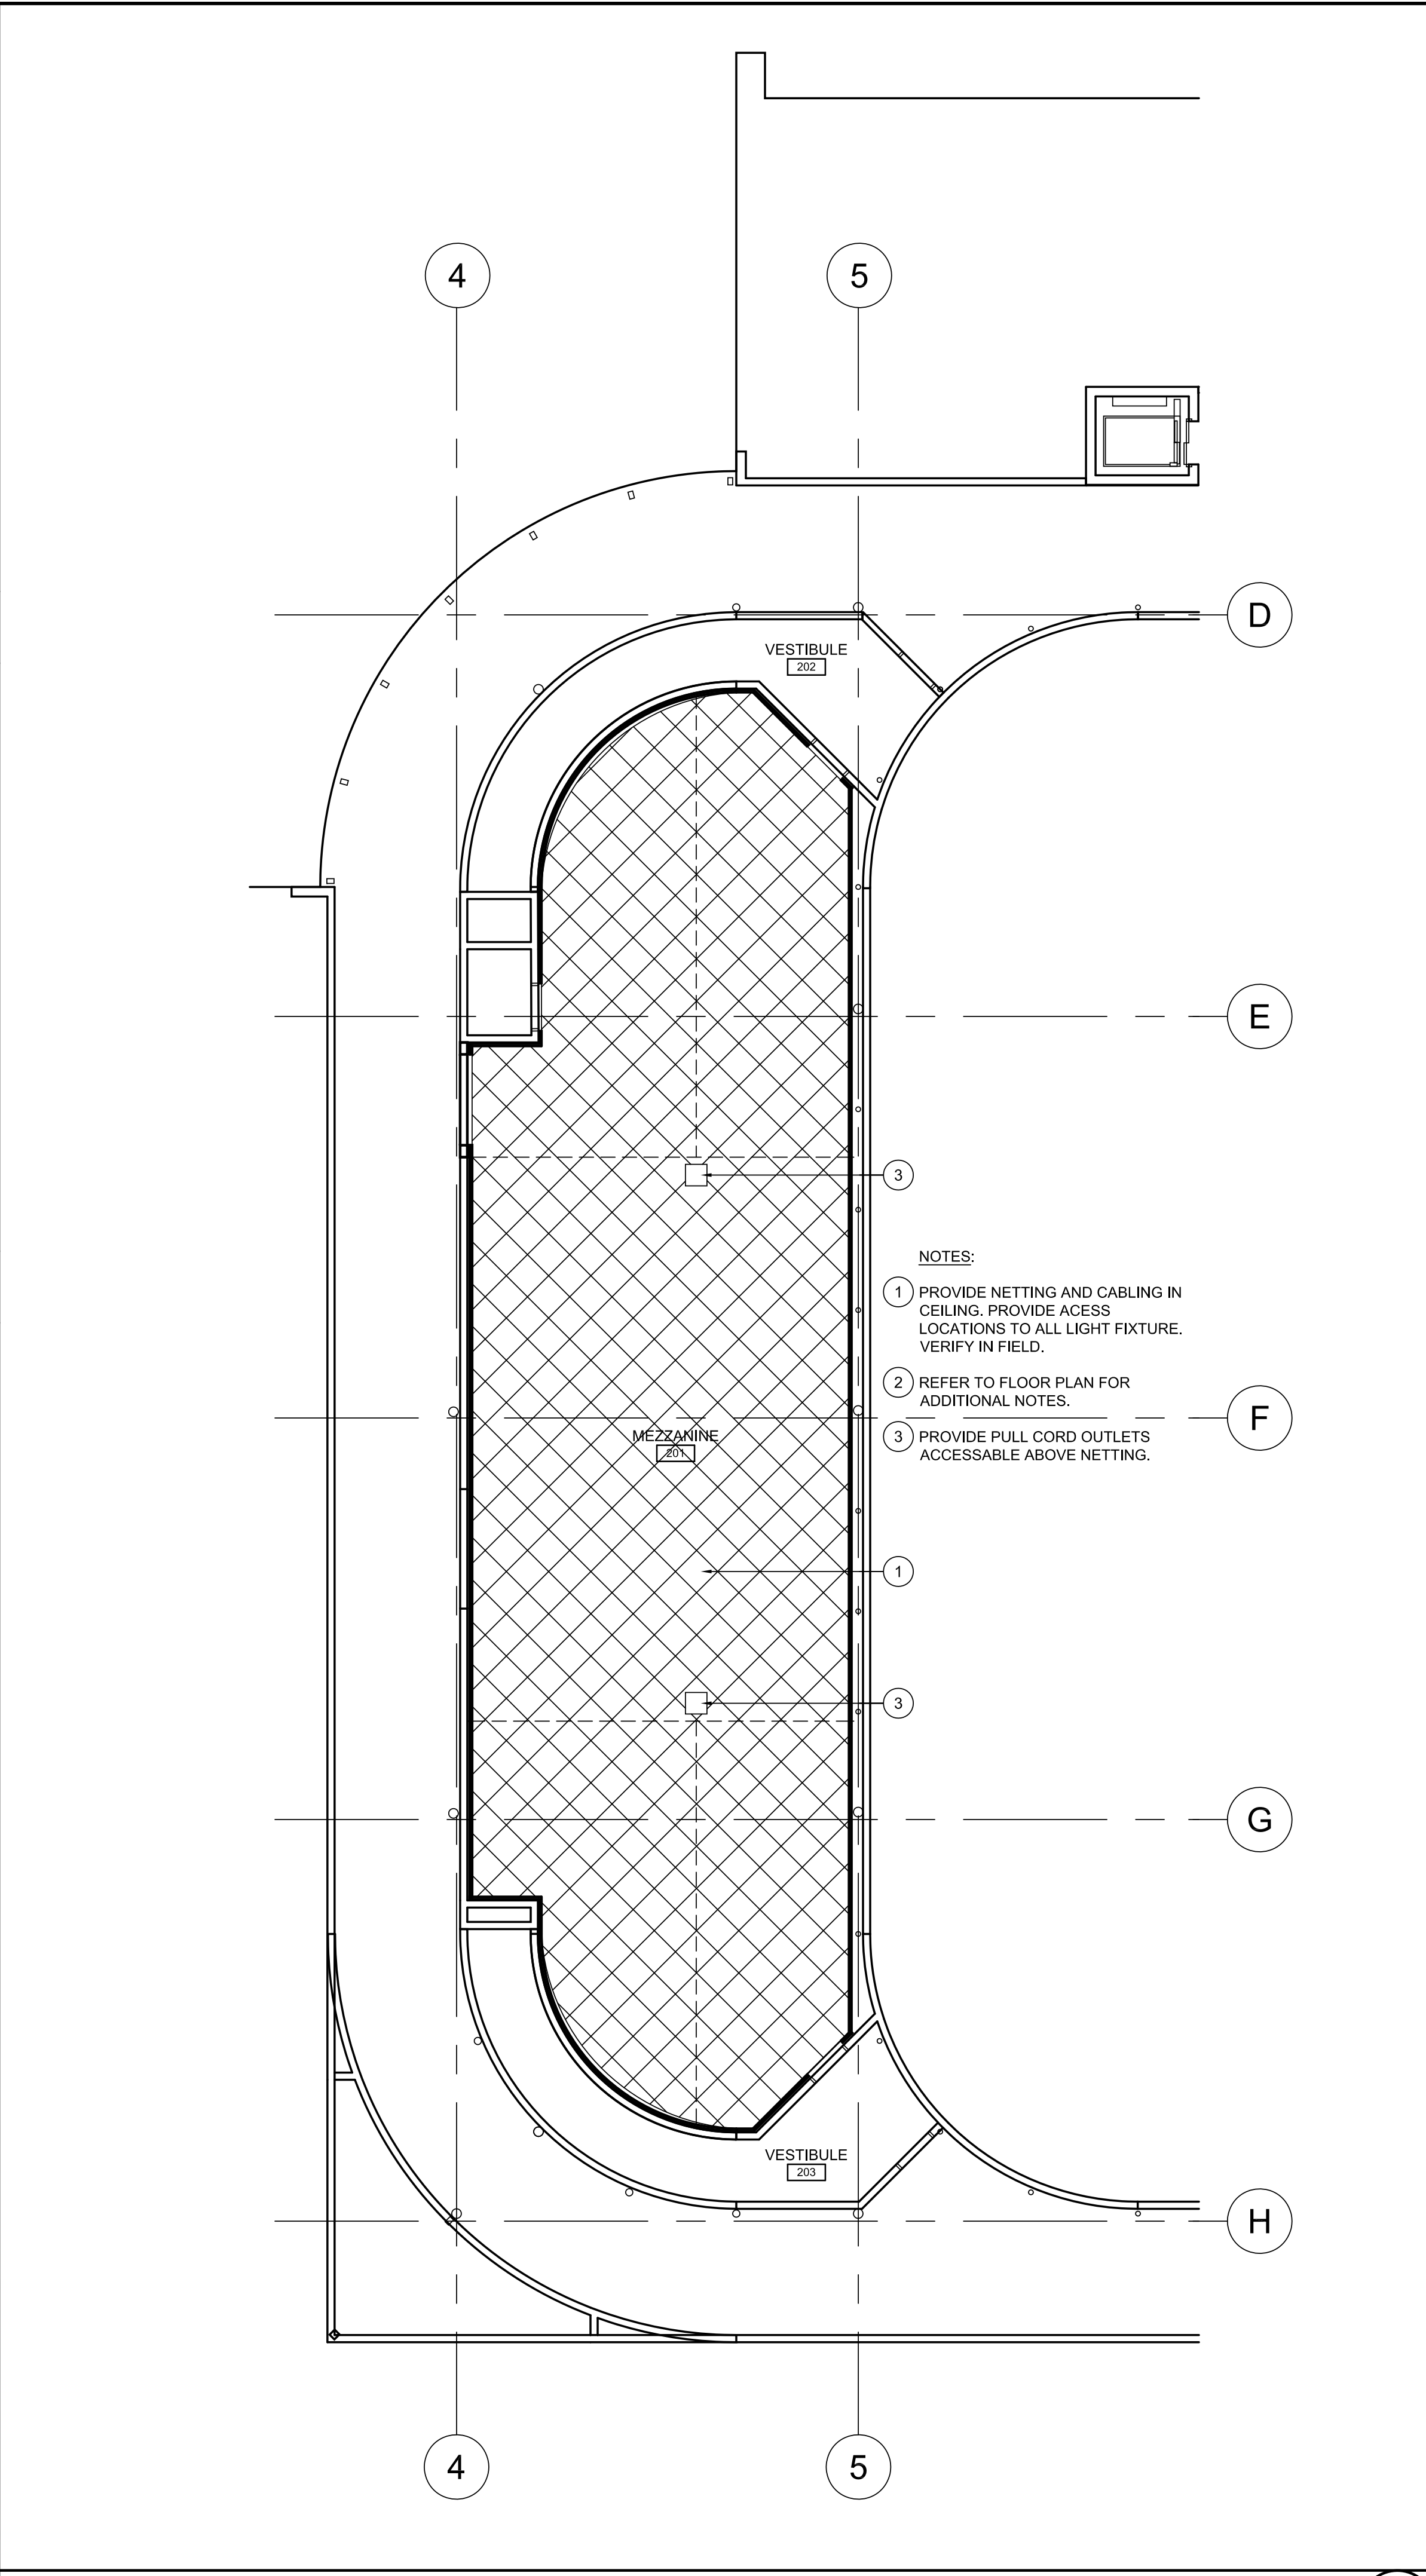 4
5
D
VESTIBULE
202
E
3
NOTES:
1 PROVIDE NETTING AND CABLING IN
CEILING. PROVIDE ACESS
LOCATIONS TO ALL LIGHT FIXTURE.
VERIFY IN FIELD.
2 REFER TO FLOOR PLAN FOR
ADDITIONAL NOTES.
F
3 PROVIDE PULL CORD OUTLETS
ACCESSABLE ABOVE NETTING.
MEZZANINE
201
1
3
G
VESTIBULE
203
H
4
5